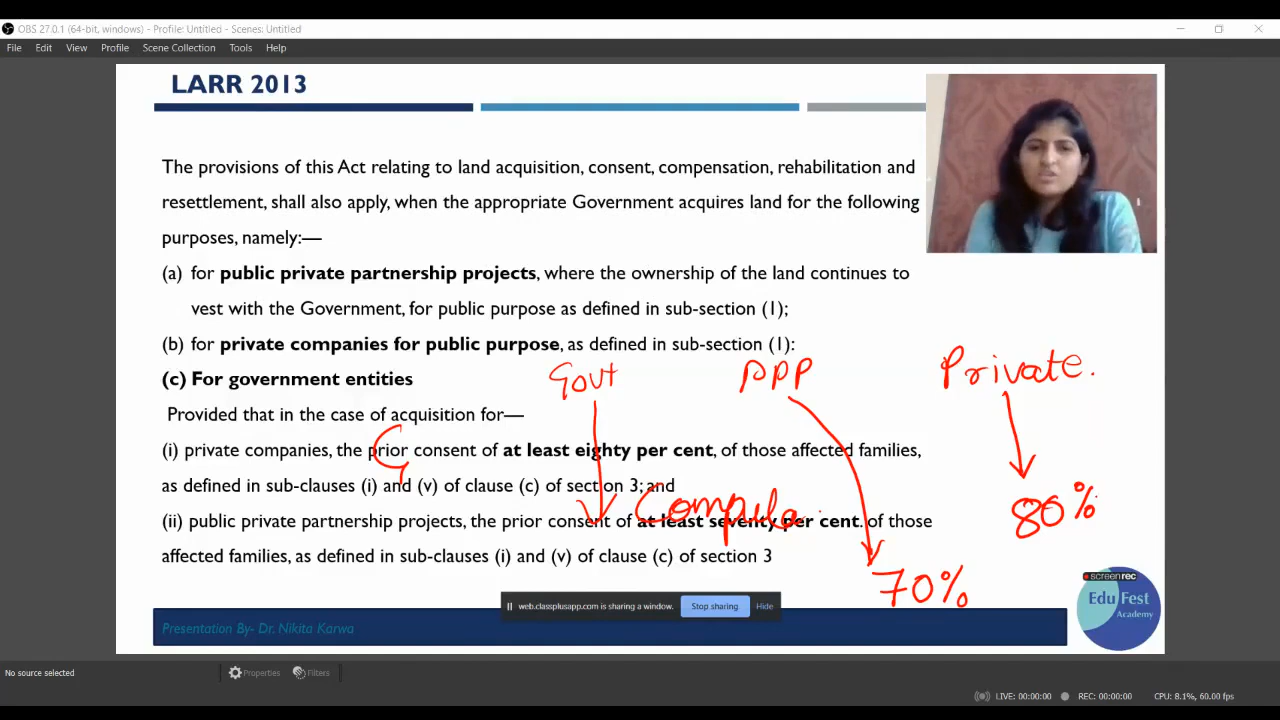 OBS 27.0.1 (64-bit, windows) - Profile: Untitled - Scenes: Untitled
File Edit View Profile Scene Collection Tools Help
LARR 2013
The provisions of this Act relating to land acquisition, consent, compensation, rehabilitation and
resettlement, shall also apply, when the appropriate Government acquires land for the following
purposes, namely:—
(a) for public private partnership projects, where the ownership of the land continues to
vest with the Government, for public purpose as defined in sub-section (1);
(b) for private companies for public purpose, as defined in sub-section (1):
(c) For government entities
Govt PPP Private.
Provided that in the case of acquisition for—
(i) private companies, the prior consent of at least eighty per cent, of those affected families,
as defined in sub-clauses (i) and (v) of clause (c) of section 3; and
Compulo 80%
(ii) public private partnership projects, the prior consent of at least seventy per cent. of those
affected families, as defined in sub-clauses (i) and (v) of clause (c) of section 3
70%
screenrec
Edu Fest
Academy
web.classplusapp.com is sharing a window. Stop sharing Hide
Presentation By- Dr. Nikita Karwa
No source selected Properties Filters
LIVE: 00:00:00 REC: 00:00:00 CPU: 8.1%, 60.00 fps